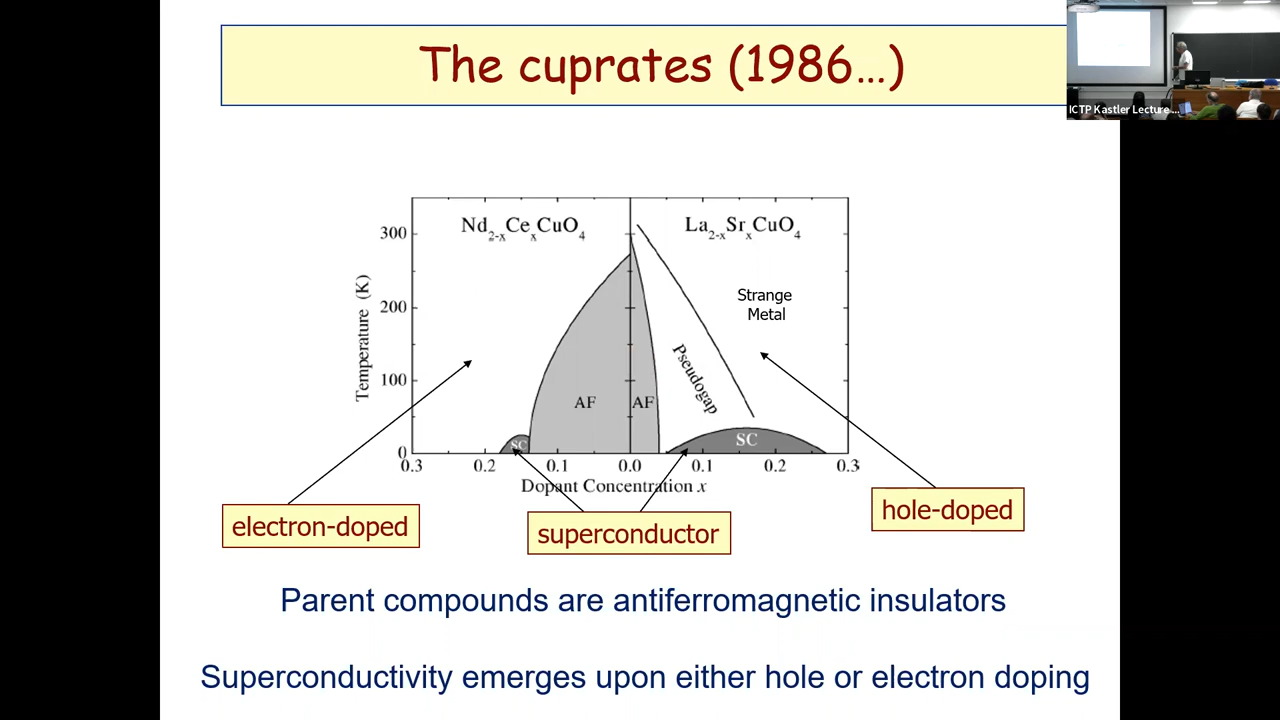 The cuprates (1986…)
ICTP Kastler Lecture ...
Nd2-xCexCuO4
La2-xSrxCuO4
300
200
100
0
Temperature (K)
Strange
Metal
Pseudogap
AF
AF
SC
SC
0.3
0.2
0.1
0.0
0.1
0.2
0.3
Dopant Concentration x
electron-doped
superconductor
hole-doped
Parent compounds are antiferromagnetic insulators
Superconductivity emerges upon either hole or electron doping